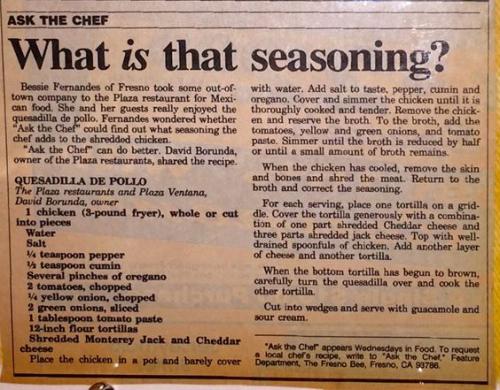 ASK THE CHEF
What is that seasoning?
Bessie Fernandes of Fresno took some out-of-
town company to the Plaza restaurant for Mexi-
can food. She and her guests really enjoyed the
quesadilla de pollo. Fernandes wondered whether
"Ask the Chef" could find out what seasoning the
chef adds to the shredded chicken.
"Ask the Chef" can do better. David Borunda,
owner of the Plaza restaurants, shared the recipe.
QUESADILLA DE POLLO
The Plaza restaurants and Plaza Ventana,
David Borunda, owner
1 chicken (3-pound fryer), whole or cut
into pieces
Water
Salt
¼ teaspoon pepper
½ teaspoon cumin
Several pinches of oregano
2 tomatoes, chopped
¼ yellow onion, chopped
2 green onions, sliced
1 tablespoon tomato paste
12-inch flour tortillas
Shredded Monterey Jack and Cheddar
cheese
Place the chicken in a pot and barely cover
with water. Add salt to taste, pepper, cumin and
oregano. Cover and simmer the chicken until it is
thoroughly cooked and tender. Remove the chick-
en and reserve the broth. To the broth, add the
tomatoes, yellow and green onions, and tomato
paste. Simmer until the broth is reduced by half
or until a small amount of broth remains.
When the chicken has cooled, remove the skin
and bones and shred the meat. Return to the
broth and correct the seasoning.
For each serving, place one tortilla on a grid-
dle. Cover the tortilla generously with a combina-
tion of one part shredded Cheddar cheese and
three parts shredded jack cheese. Top with well-
drained spoonfuls of chicken. Add another layer
of cheese and another tortilla.
When the bottom tortilla has begun to brown,
carefully turn the quesadilla over and cook the
other tortilla.
Cut into wedges and serve with guacamole and
sour cream.
"Ask the Chef" appears Wednesdays in Food. To request
a local chef's recipe, write to "Ask the Chef," Feature
Department, The Fresno Bee, Fresno, CA 93786.